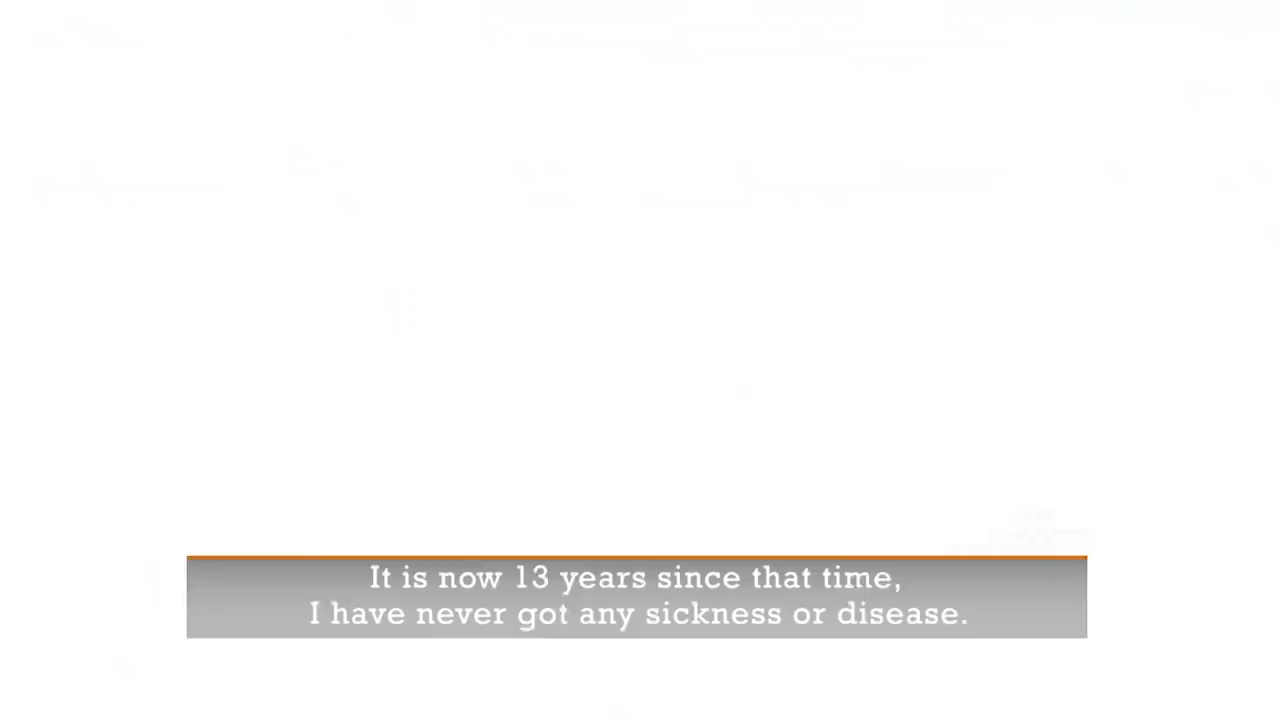 It is now 13 years since that time,
I have never got any sickness or disease.